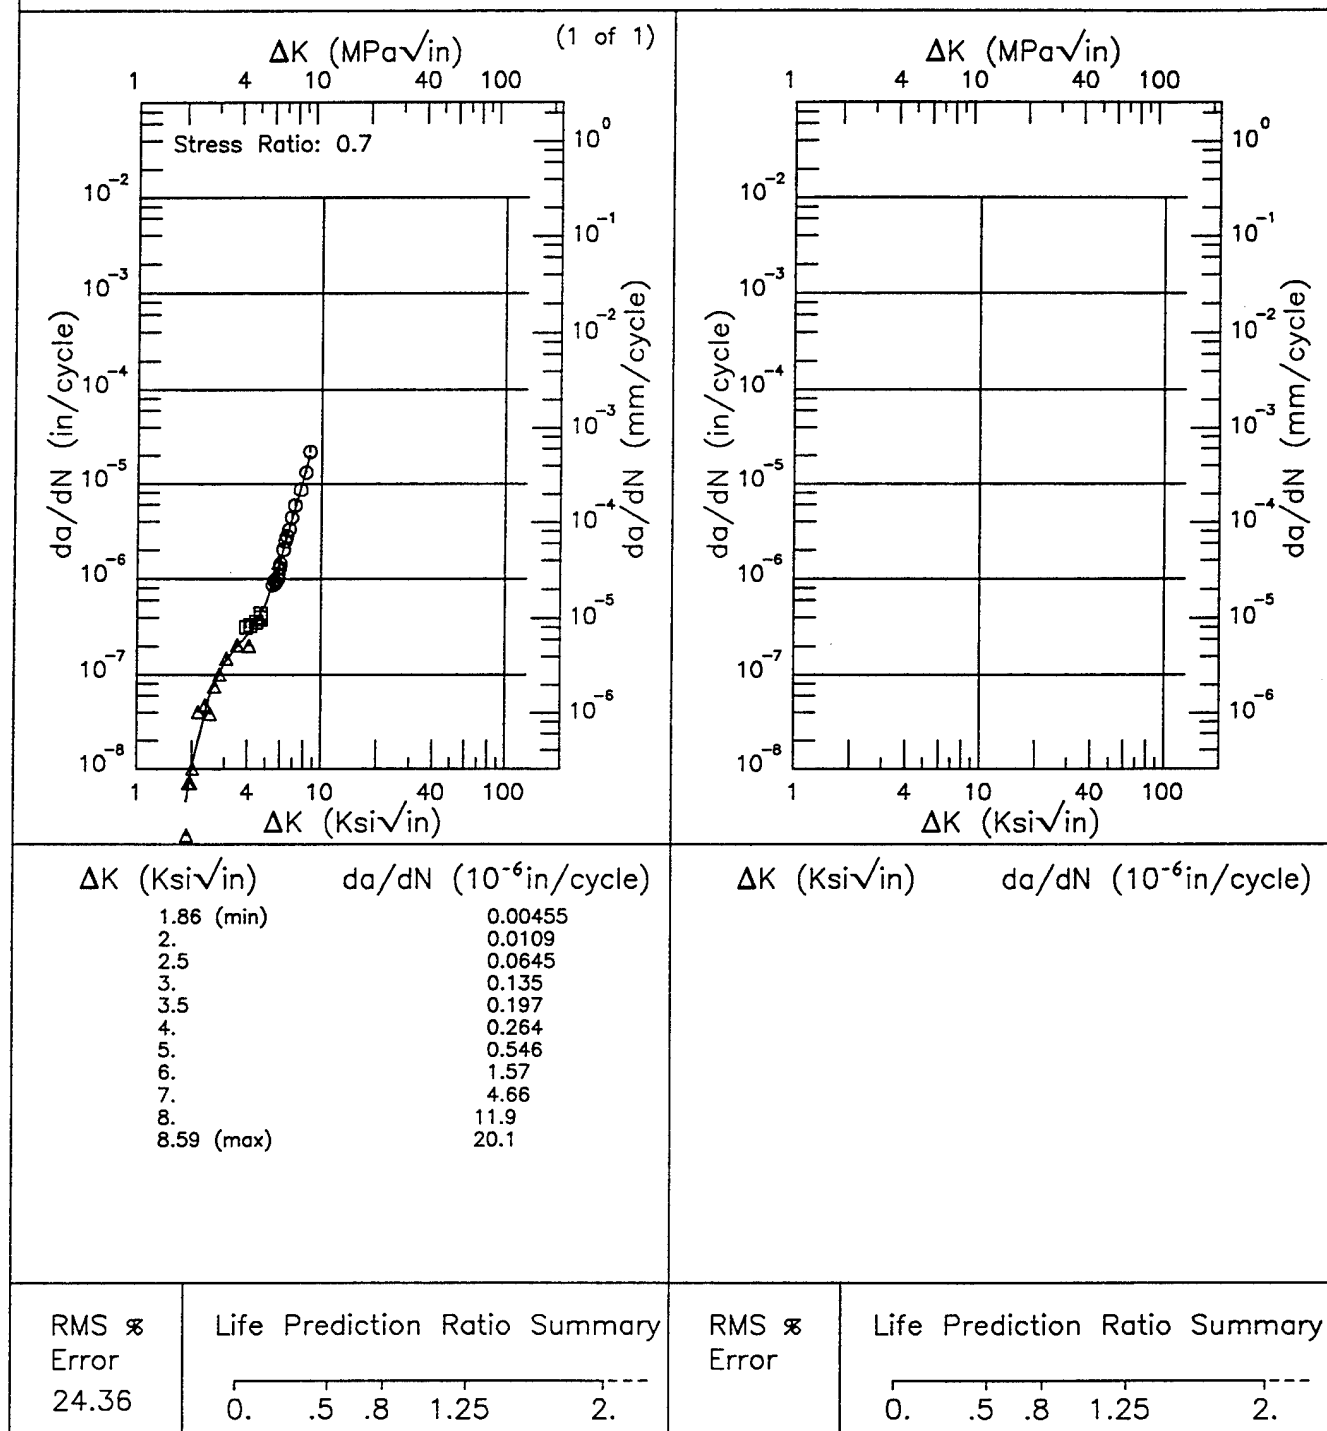 (1 of 1)
ΔK (MPa√in)
1 4 10 40 100
Stress Ratio: 0.7
da/dN (in/cycle)
10⁻²
10⁻³
10⁻⁴
10⁻⁵
10⁻⁶
10⁻⁷
10⁻⁸
10⁰
10⁻¹
10⁻²
10⁻³
10⁻⁴
10⁻⁵
10⁻⁶
da/dN (mm/cycle)
1 4 10 40 100
ΔK (Ksi√in)
ΔK (MPa√in)
1 4 10 40 100
da/dN (in/cycle)
10⁻²
10⁻³
10⁻⁴
10⁻⁵
10⁻⁶
10⁻⁷
10⁻⁸
10⁰
10⁻¹
10⁻²
10⁻³
10⁻⁴
10⁻⁵
10⁻⁶
da/dN (mm/cycle)
1 4 10 40 100
ΔK (Ksi√in)
ΔK (Ksi√in) da/dN (10⁻⁶in/cycle)
1.86 (min) 0.00455
2. 0.0109
2.5 0.0645
3. 0.135
3.5 0.197
4. 0.264
5. 0.546
6. 1.57
7. 4.66
8. 11.9
8.59 (max) 20.1
ΔK (Ksi√in) da/dN (10⁻⁶in/cycle)
RMS %
Error
24.36
Life Prediction Ratio Summary
0. .5 .8 1.25 2.
RMS %
Error
Life Prediction Ratio Summary
0. .5 .8 1.25 2.